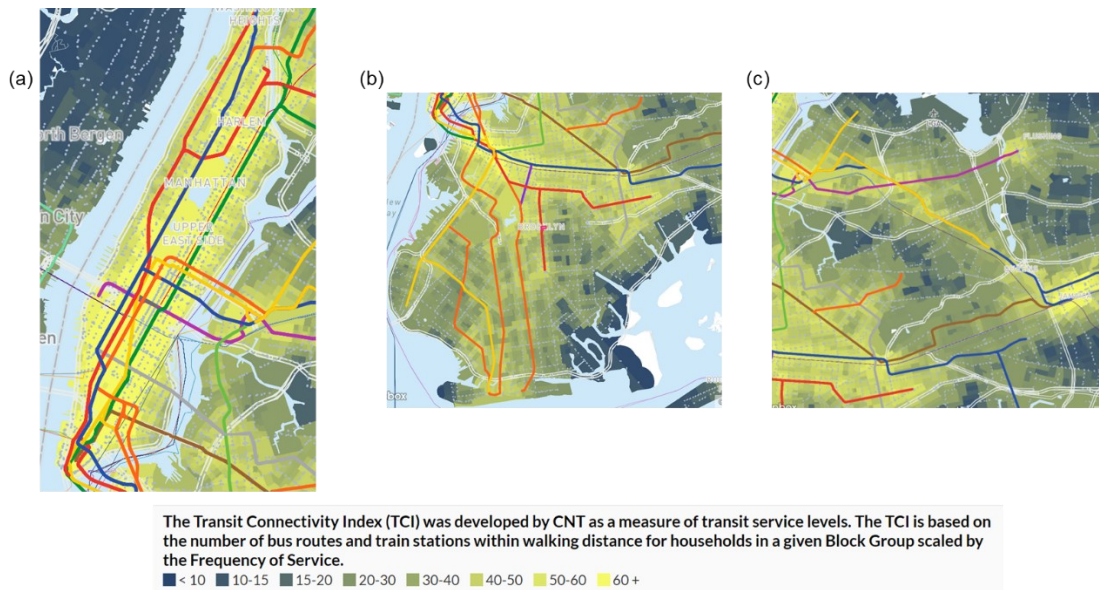 (a)
(b)
(c)
HEIGHTS
HARLEM
North Bergen
MANHATTAN
UPPER
EAST SIDE
BROOKLYN
FLUSHING
box
box
The Transit Connectivity Index (TCI) was developed by CNT as a measure of transit service levels. The TCI is based on
the number of bus routes and train stations within walking distance for households in a given Block Group scaled by
the Frequency of Service.
< 10 10-15 15-20 20-30 30-40 40-50 50-60 60 +